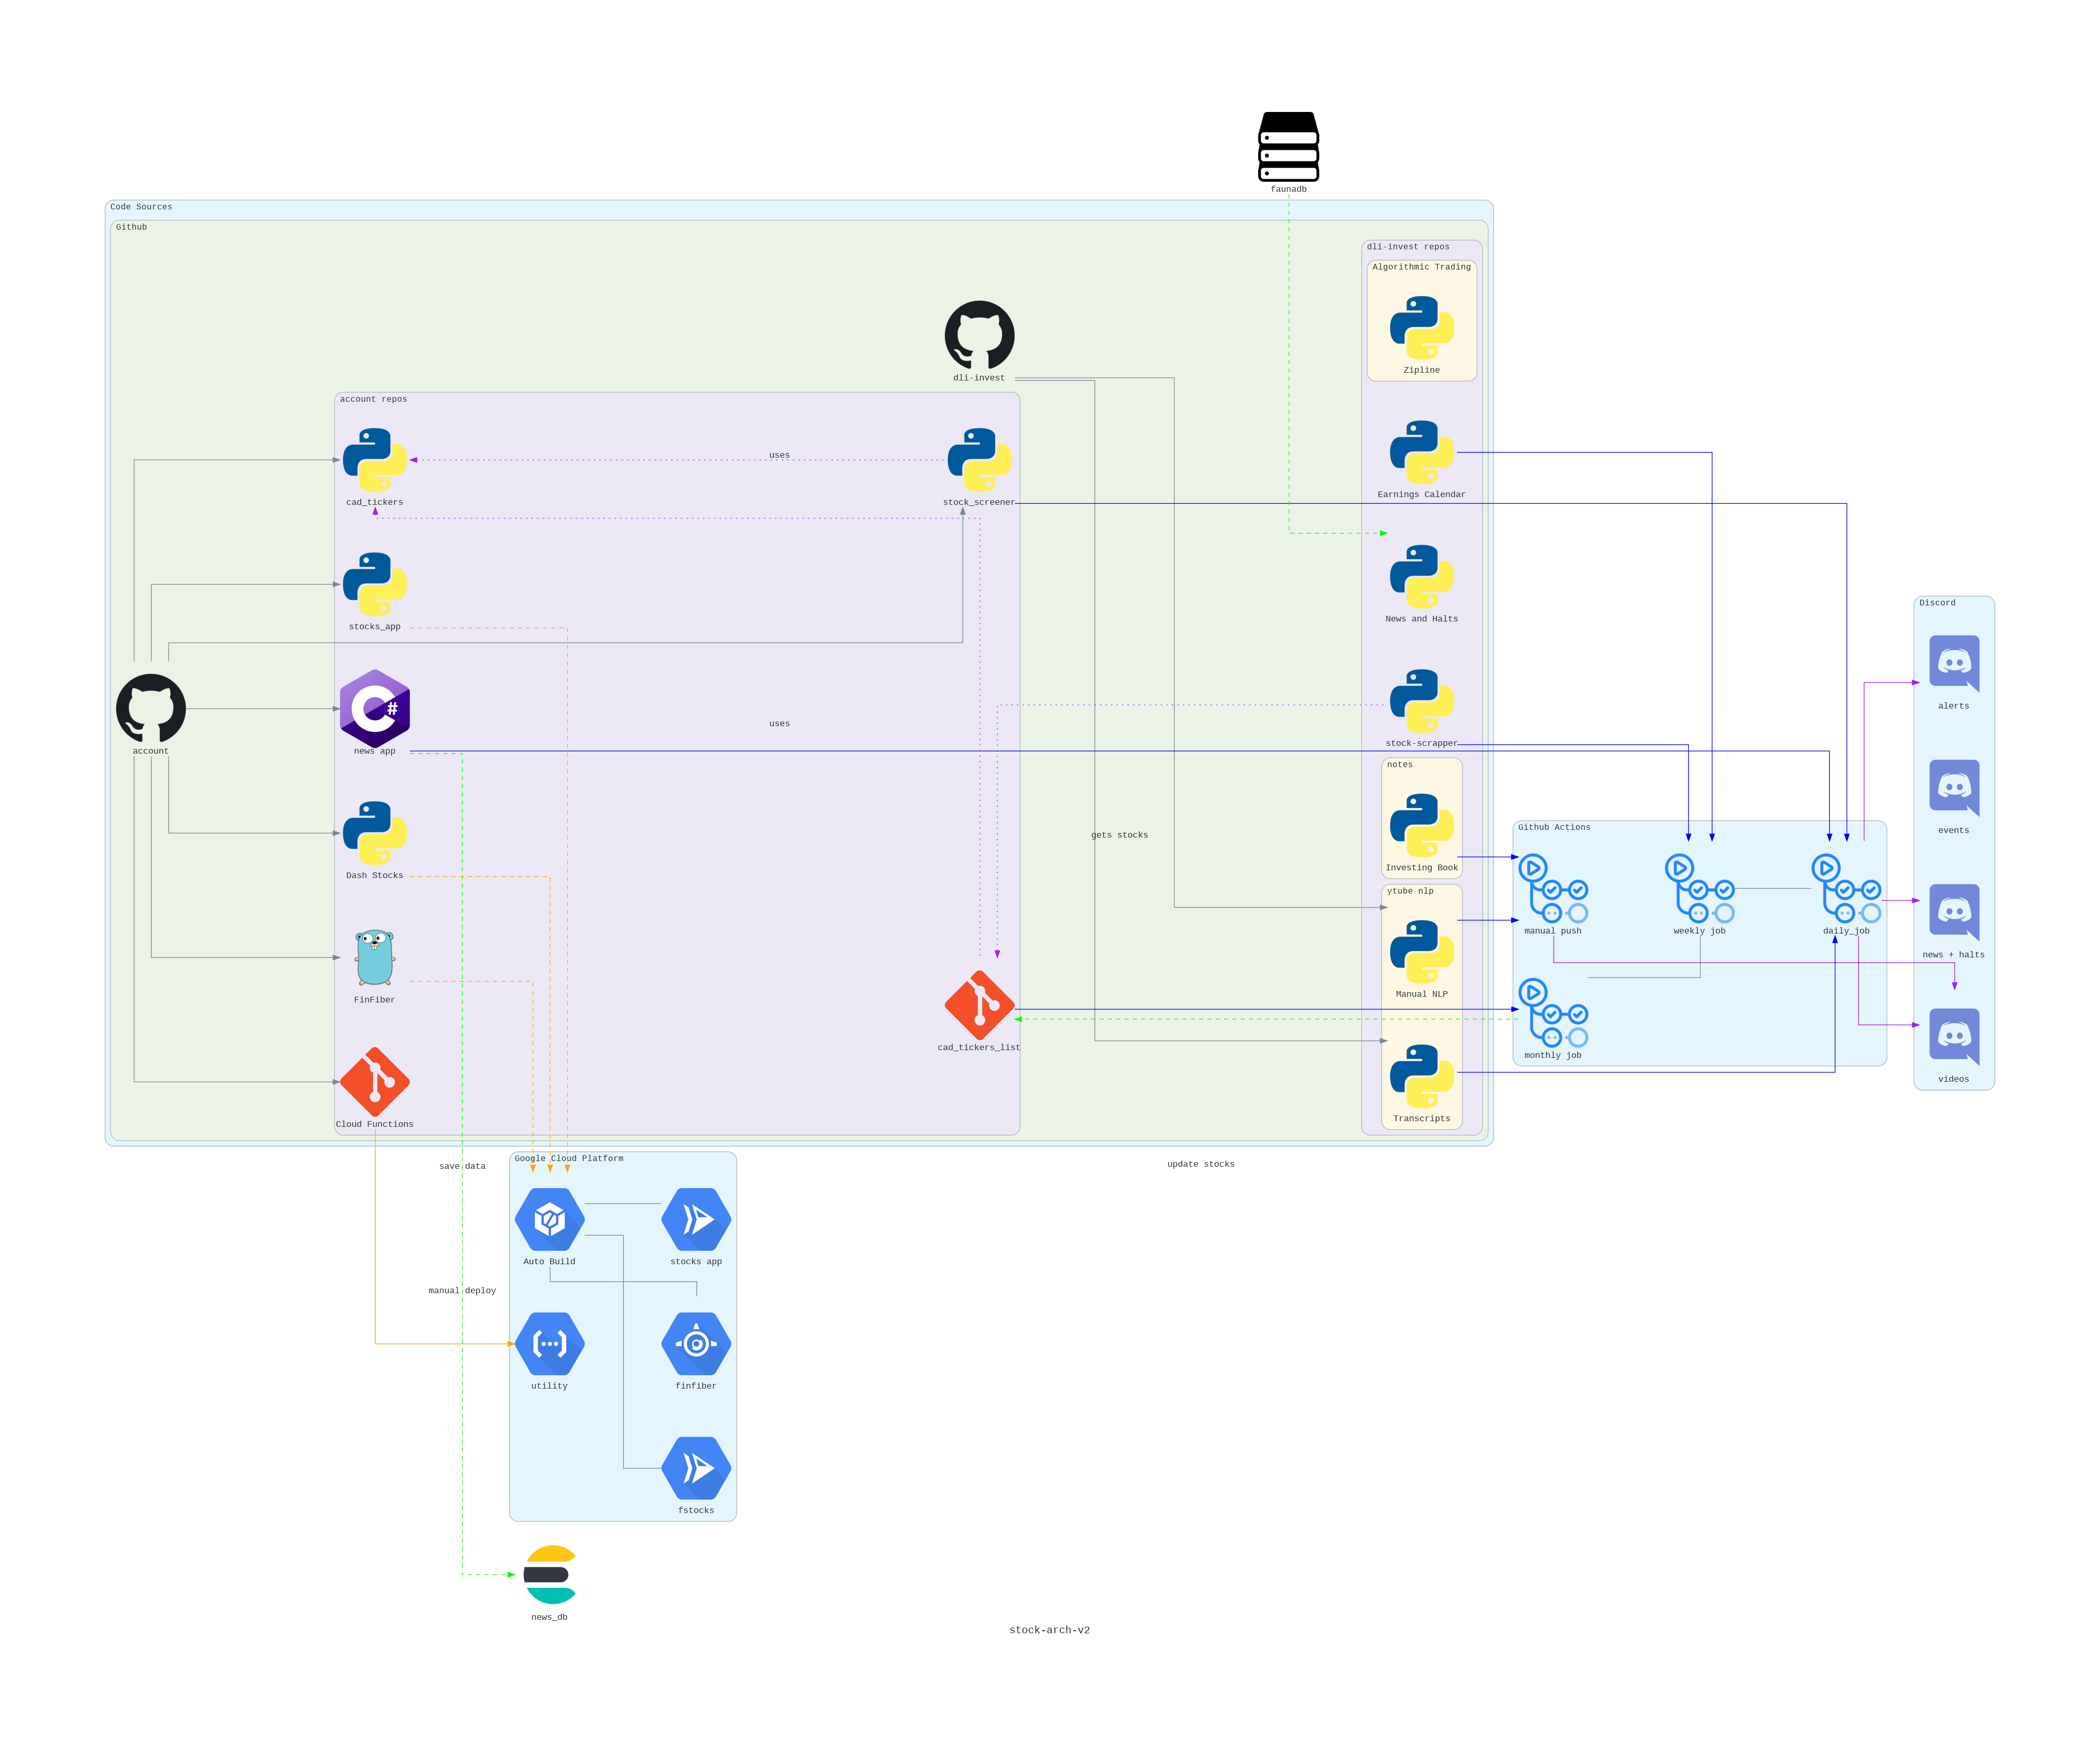 faunadb
Code Sources
Github
dli-invest repos
Algorithmic Trading
Zipline
dli-invest
account repos
uses
cad_tickers
stock_screener
Earnings Calendar
stocks_app
News and Halts
Discord
alerts
uses
account
news app
stock-scrapper
notes
gets stocks
Github Actions
events
Dash Stocks
Investing Book
ytube nlp
manual push
weekly job
daily_job
news + halts
FinFiber
Manual NLP
cad_tickers_list
monthly job
videos
Cloud Functions
Transcripts
Google Cloud Platform
save data
update stocks
Auto Build
stocks app
manual deploy
utility
finfiber
fstocks
news_db
stock-arch-v2